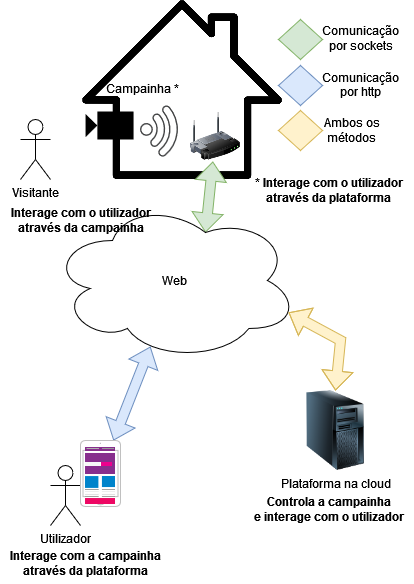 Comunicação
por sockets
Comunicação
por http
Ambos os
métodos
Campainha *
Visitante
Interage com o utilizador
através da campainha
* Interage com o utilizador
através da plataforma
Web
Plataforma na cloud
Controla a campainha
e interage com o utilizador
Utilizador
Interage com a campainha
através da plataforma